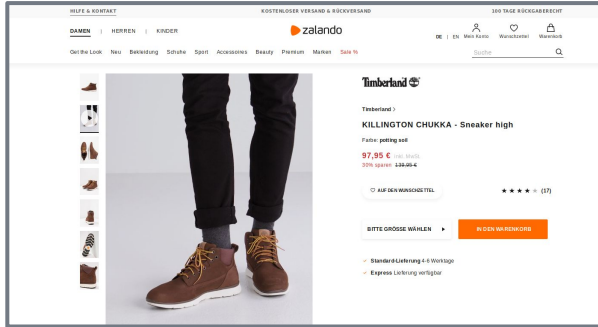 HILFE & KONTAKT
KOSTENLOSER VERSAND & RÜCKVERSAND
100 TAGE RÜCKGABERECHT
DAMEN | HERREN | KINDER
zalando
DE | EN
Mein Konto
Wunschzettel
Warenkorb
Get the Look Neu Bekleidung Schuhe Sport Accessoires Beauty Premium Marken Sale %
Suche
Timberland
Timberland >
KILLINGTON CHUKKA - Sneaker high
Farbe: potting soil
97,95 € inkl. MwSt.
30% sparen 139,95 €
AUF DEN WUNSCHZETTEL
(17)
BITTE GRÖSSE WÄHLEN
IN DEN WARENKORB
Standard-Lieferung 4-6 Werktage
Express Lieferung verfügbar